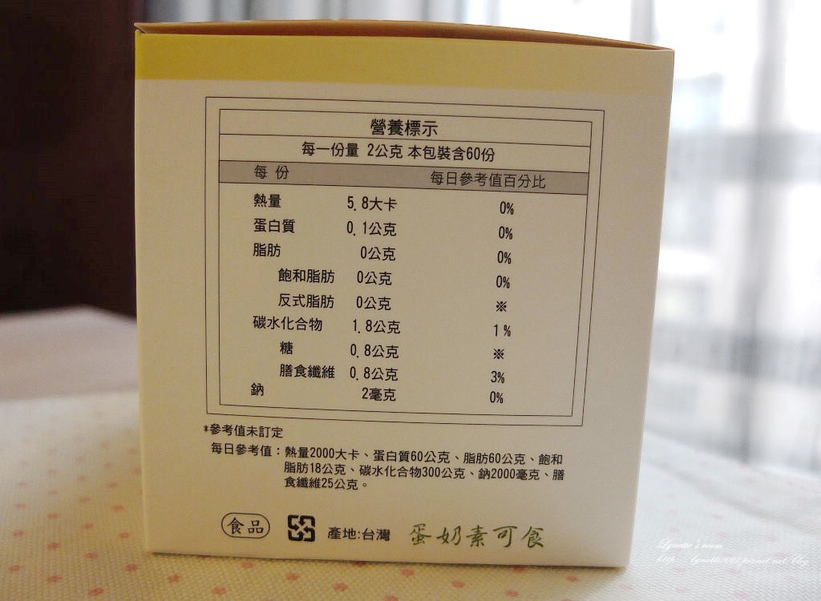 營養標示
每一份量 2公克 本包裝含60份
每 份 每日參考值百分比
熱量 5.8大卡 0%
蛋白質 0.1公克 0%
脂肪 0公克 0%
飽和脂肪 0公克 0%
反式脂肪 0公克 ※
碳水化合物 1.8公克 1%
糖 0.8公克 ※
膳食纖維 0.8公克 3%
鈉 2毫克 0%
*參考值未訂定
每日參考值：熱量2000大卡、蛋白質60公克、脂肪60公克、飽和
脂肪18公克、碳水化合物300公克、鈉2000毫克、膳
食纖維25公克。
食品 產地:台灣 蛋奶素可食